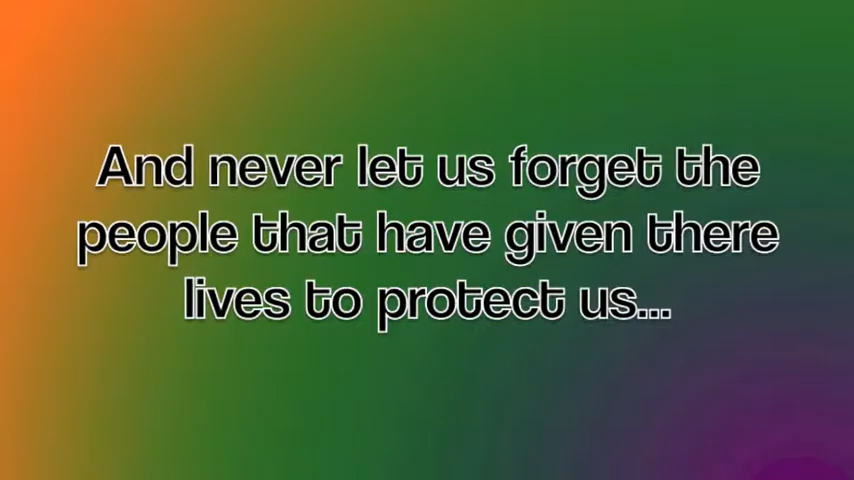 And never let us forget the
people that have given there
lives to protect us...